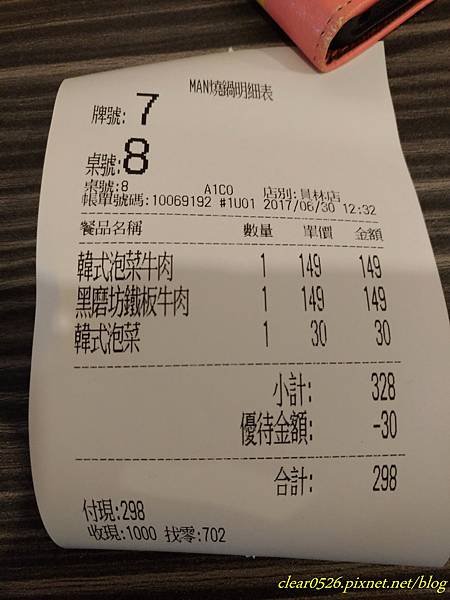 MAN燒鍋明細表
牌號: 7
桌號: 8
桌號:8 A1C0 店別:員林店
帳單號碼:10069192 #1U01 2017/06/30 12:32
餐品名稱 數量 單價 金額
韓式泡菜牛肉 1 149 149
黑磨坊鐵板牛肉 1 149 149
韓式泡菜 1 30 30
小計: 328
優待金額: -30
合計: 298
付現:298
收現:1000 找零:702
clear0526.pixnet.net/blog